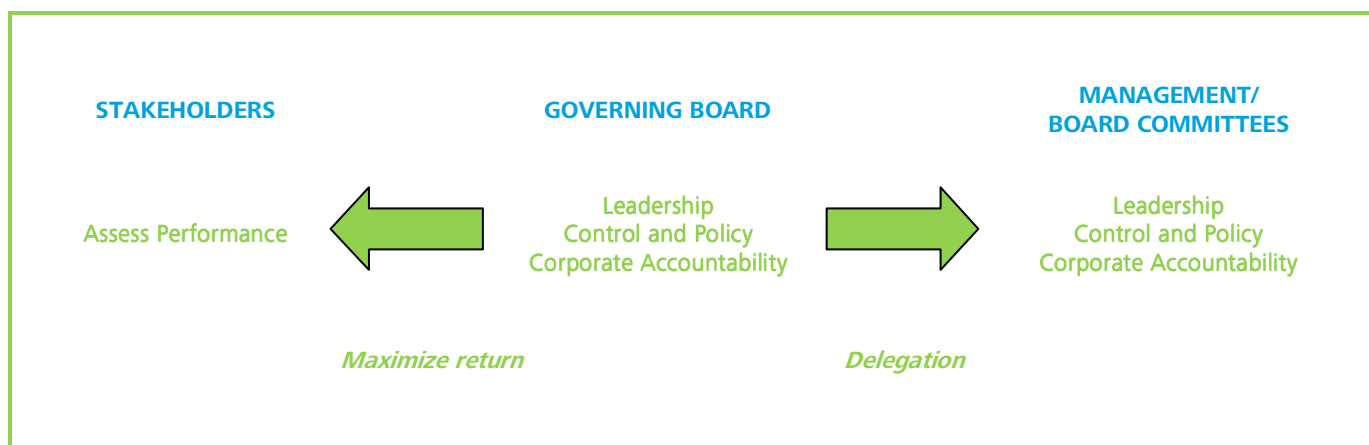 STAKEHOLDERS
Assess Performance
Maximize return
GOVERNING BOARD
Leadership
Control and Policy
Corporate Accountability
Delegation
MANAGEMENT/
BOARD COMMITTEES
Leadership
Control and Policy
Corporate Accountability